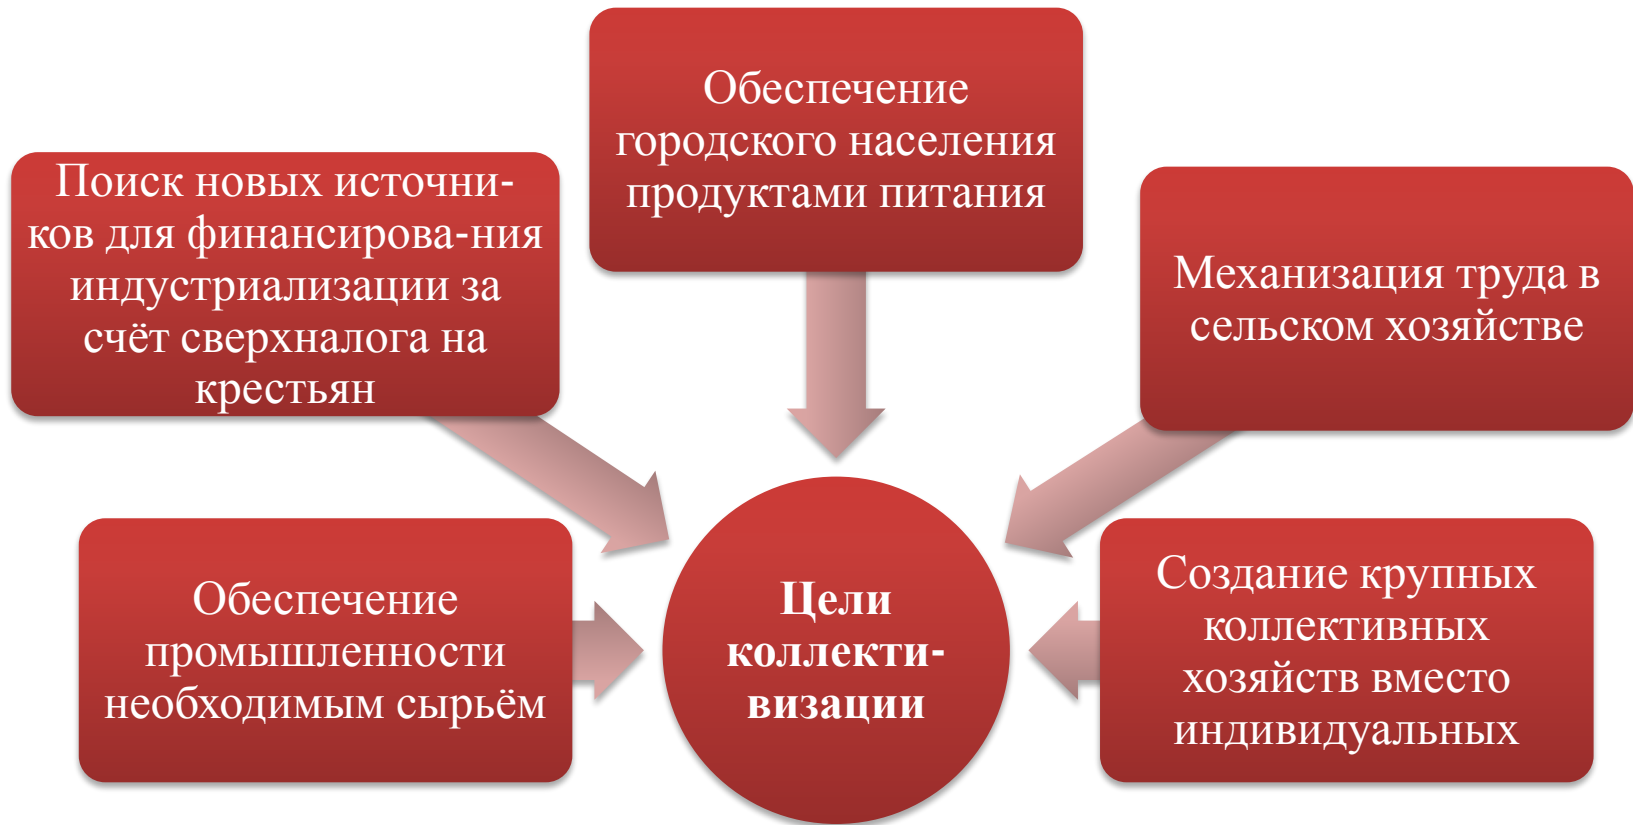 Обеспечение
городского населения
продуктами питания
Поиск новых источни-
ков для финансирова-ния
индустриализации за
счёт сверхналога на
крестьян
Механизация труда в
сельском хозяйстве
Обеспечение
промышленности
необходимым сырьём
Цели
коллекти-
визации
Создание крупных
коллективных
хозяйств вместо
индивидуальных